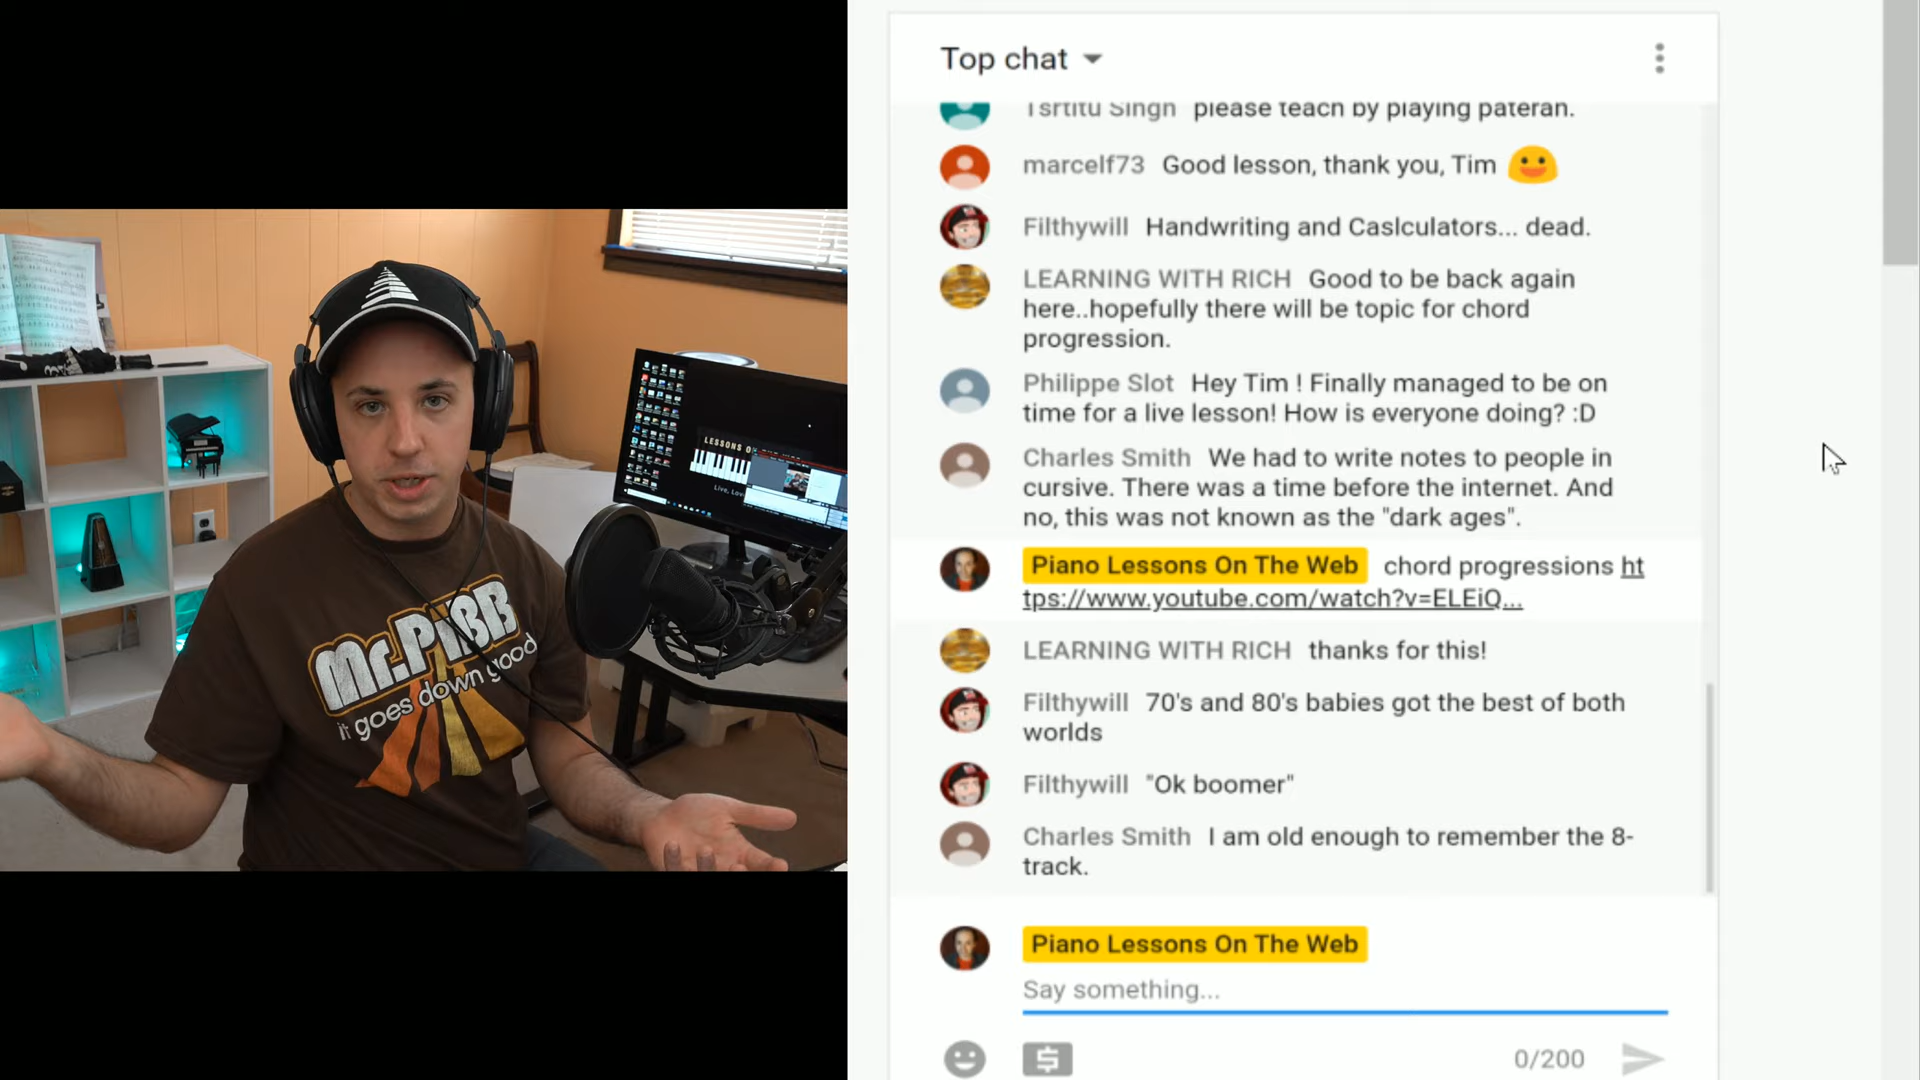 Mr. PiBB
it goes down good
LESSONS O
Top chat
Tsrtitu Singh please teach by playing pateran.
marcelf73 Good lesson, thank you, Tim
Filthywill Handwriting and Caslculators... dead.
LEARNING WITH RICH Good to be back again
here..hopefully there will be topic for chord
progression.
Philippe Slot Hey Tim ! Finally managed to be on
time for a live lesson! How is everyone doing? :D
Charles Smith We had to write notes to people in
cursive. There was a time before the internet. And
no, this was not known as the "dark ages".
Piano Lessons On The Web chord progressions ht
tps://www.youtube.com/watch?v=ELEiQ...
LEARNING WITH RICH thanks for this!
Filthywill 70's and 80's babies got the best of both
worlds
Filthywill "Ok boomer"
Charles Smith I am old enough to remember the 8-
track.
Piano Lessons On The Web
Say something...
0/200